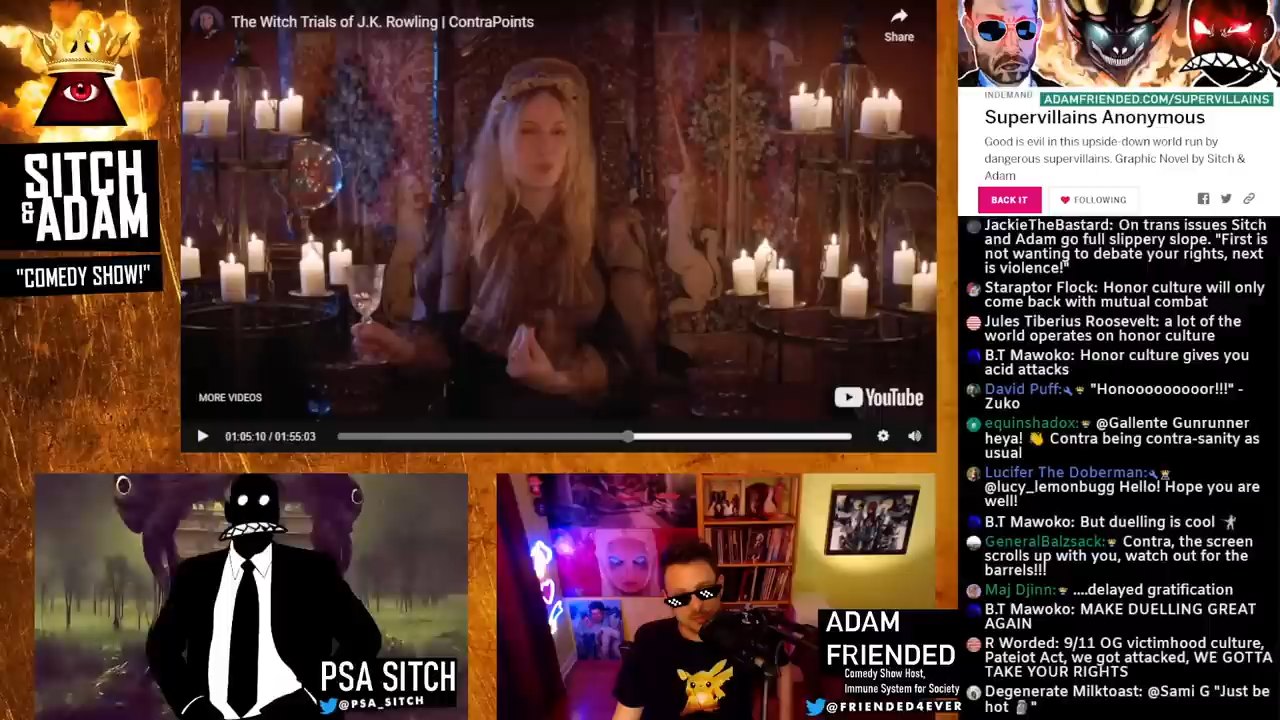 The Witch Trials of J.K. Rowling | ContraPoints
Share
MORE VIDEOS
YouTube
01:05:10 / 01:55:03
SITCH
& ADAM
"COMEDY SHOW!"
PSA SITCH
@PSA_SITCH
ADAM
FRIENDED
Comedy Show Host,
Immune System for Society
@FRIENDED4EVER
INDEMAND
ADAMFRIENDED.COM/SUPERVILLAINS
Supervillains Anonymous
Good is evil in this upside-down world run by
dangerous supervillains. Graphic Novel by Sitch &
Adam
BACK IT
FOLLOWING
JackieTheBastard: On trans issues Sitch
and Adam go full slippery slope. "First is
not wanting to debate your rights, next
is violence!"
Staraptor Flock: Honor culture will only
come back with mutual combat
Jules Tiberius Roosevelt: a lot of the
world operates on honor culture
B.T Mawoko: Honor culture gives you
acid attacks
David Puff: "Honooooooooor!!!" -
Zuko
equinshadox: @Gallente Gunrunner
heya! 👋 Contra being contra-sanity as
usual
Lucifer The Doberman:
@lucy_lemonbugg Hello! Hope you are
well!
B.T Mawoko: But duelling is cool 🤺
GeneralBalzsack: Contra, the screen
scrolls up with you, watch out for the
barrels!!!
Maj Djinn: ....delayed gratification
B.T Mawoko: MAKE DUELLING GREAT
AGAIN
R Worded: 9/11 OG victimhood culture,
Pateiot Act, we got attacked, WE GOTTA
TAKE YOUR RIGHTS
Degenerate Milktoast: @Sami G "Just be
hot 🗿"